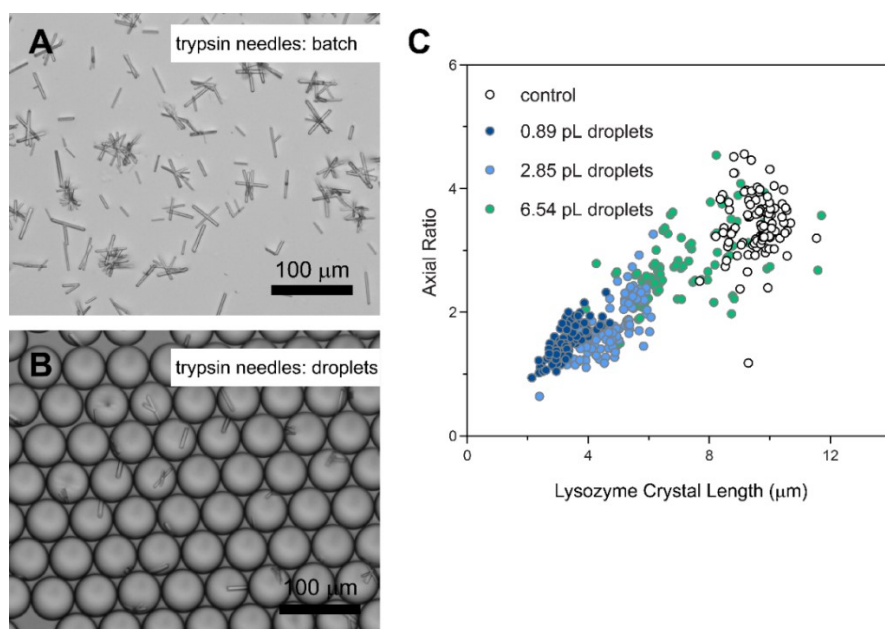 A
trypsin needles: batch
100 μm
B
trypsin needles: droplets
100 μm
C
6
4
2
0
Axial Ratio
control
0.89 pL droplets
2.85 pL droplets
6.54 pL droplets
0 4 8 12
Lysozyme Crystal Length (μm)